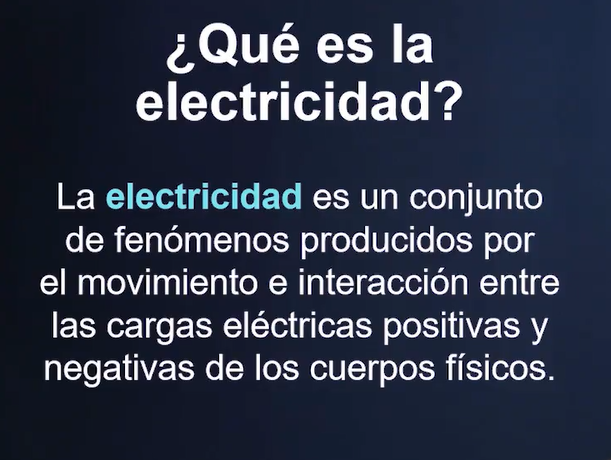 ¿Qué es la
electricidad?
La electricidad es un conjunto
de fenómenos producidos por
el movimiento e interacción entre
las cargas eléctricas positivas y
negativas de los cuerpos físicos.